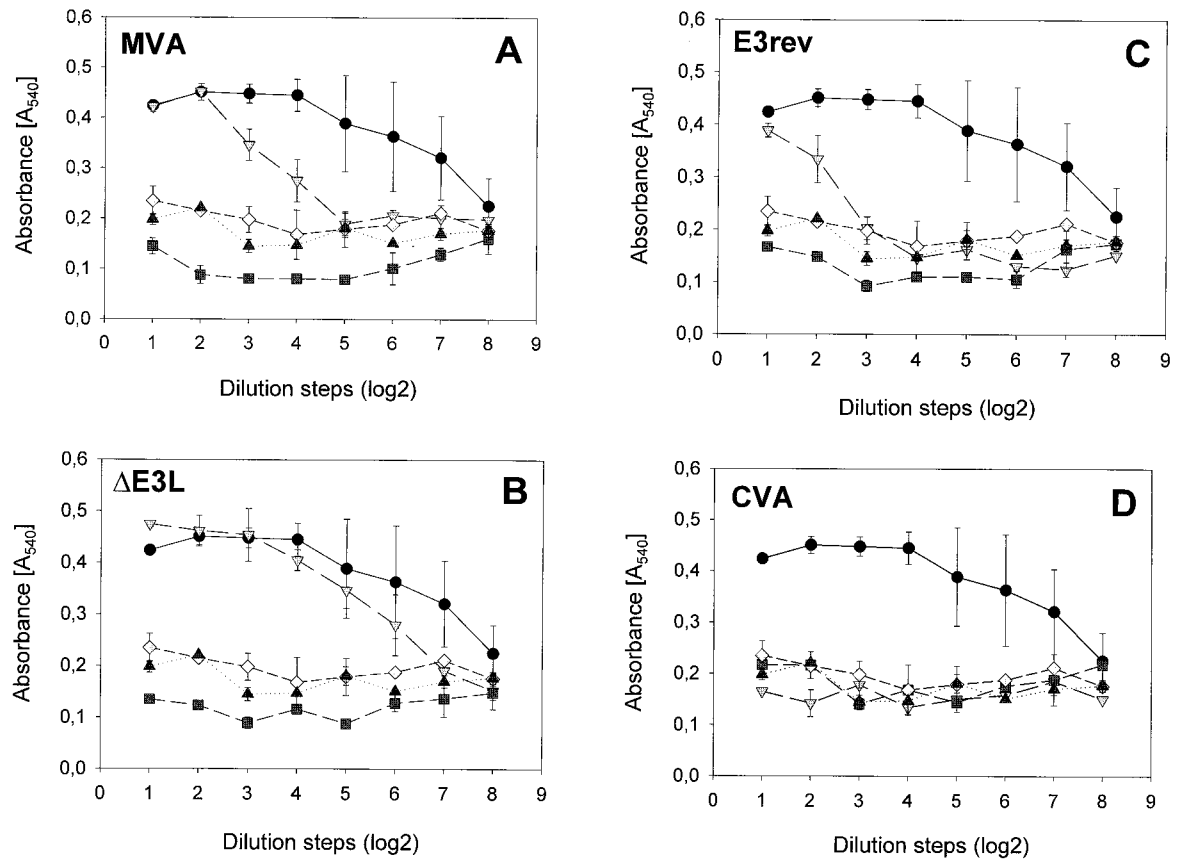 MVA
A
Absorbance [A540]
0,6
0,5
0,4
0,3
0,2
0,1
0,0
0 1 2 3 4 5 6 7 8 9
Dilution steps (log2)
E3rev
C
Absorbance [A540]
0,6
0,5
0,4
0,3
0,2
0,1
0,0
0 1 2 3 4 5 6 7 8 9
Dilution steps (log2)
ΔE3L
B
Absorbance [A540]
0,6
0,5
0,4
0,3
0,2
0,1
0,0
0 1 2 3 4 5 6 7 8 9
Dilution steps (log2)
CVA
D
Absorbance [A540]
0,6
0,5
0,4
0,3
0,2
0,1
0,0
0 1 2 3 4 5 6 7 8 9
Dilution steps (log2)